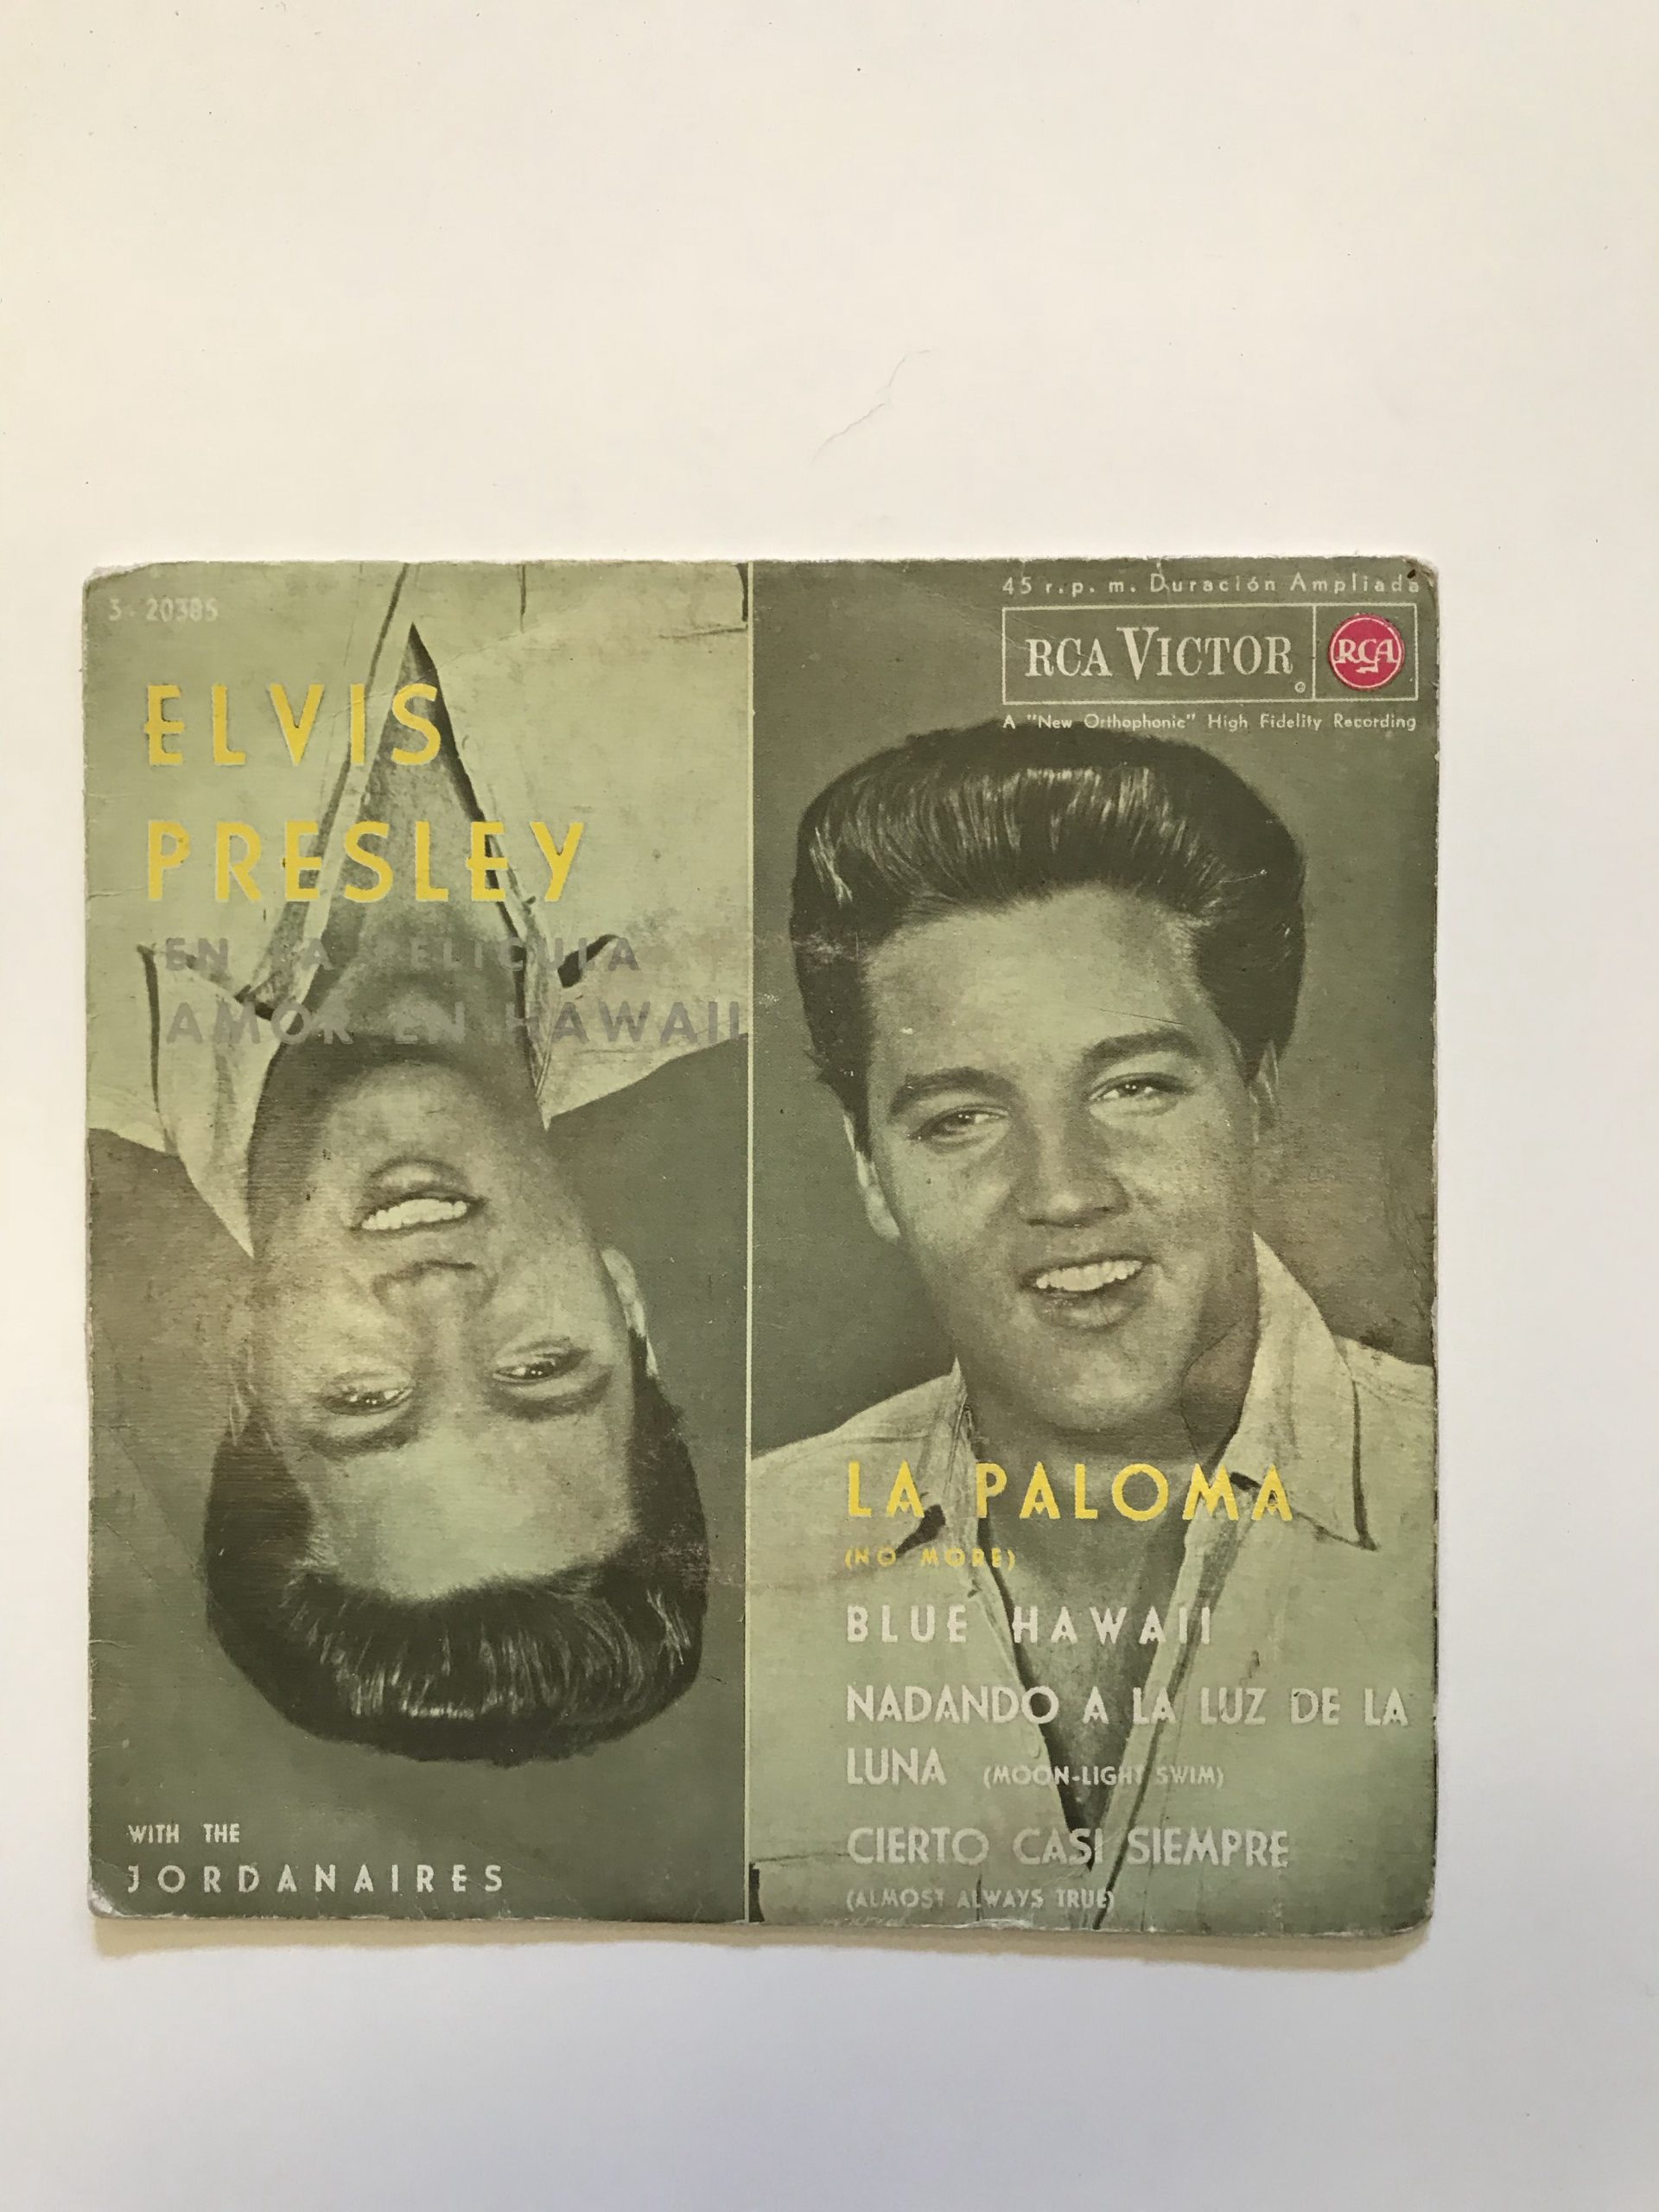 3-20385
ELVIS
PRESLEY
EN LA PELICULA
AMOR EN HAWAII
WITH THE
JORDANAIRES
45 r.p.m. Duración Ampliada
RCA VICTOR
RCA
A "New Orthophonic" High Fidelity Recording
LA PALOMA
(NO MORE)
BLUE HAWAII
NADANDO A LA LUZ DE LA
LUNA (MOON-LIGHT SWIM)
CIERTO CASI SIEMPRE
(ALMOST ALWAYS TRUE)